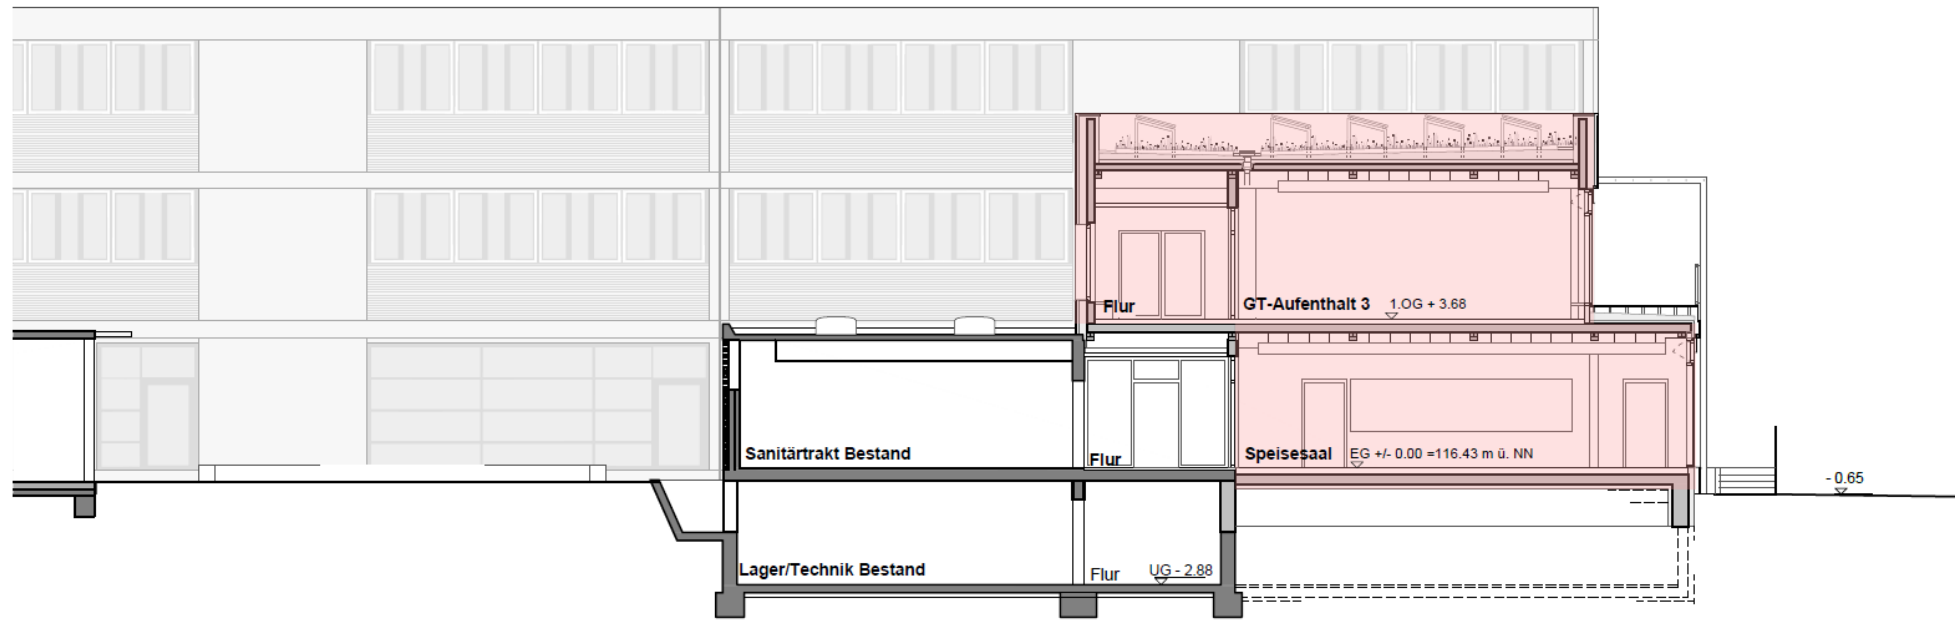 Flur
GT-Aufenthalt 3
1.OG + 3.68
Sanitärtrakt Bestand
Flur
Speisesaal
EG +/- 0.00 =116.43 m ü. NN
- 0.65
Lager/Technik Bestand
Flur
UG - 2.88